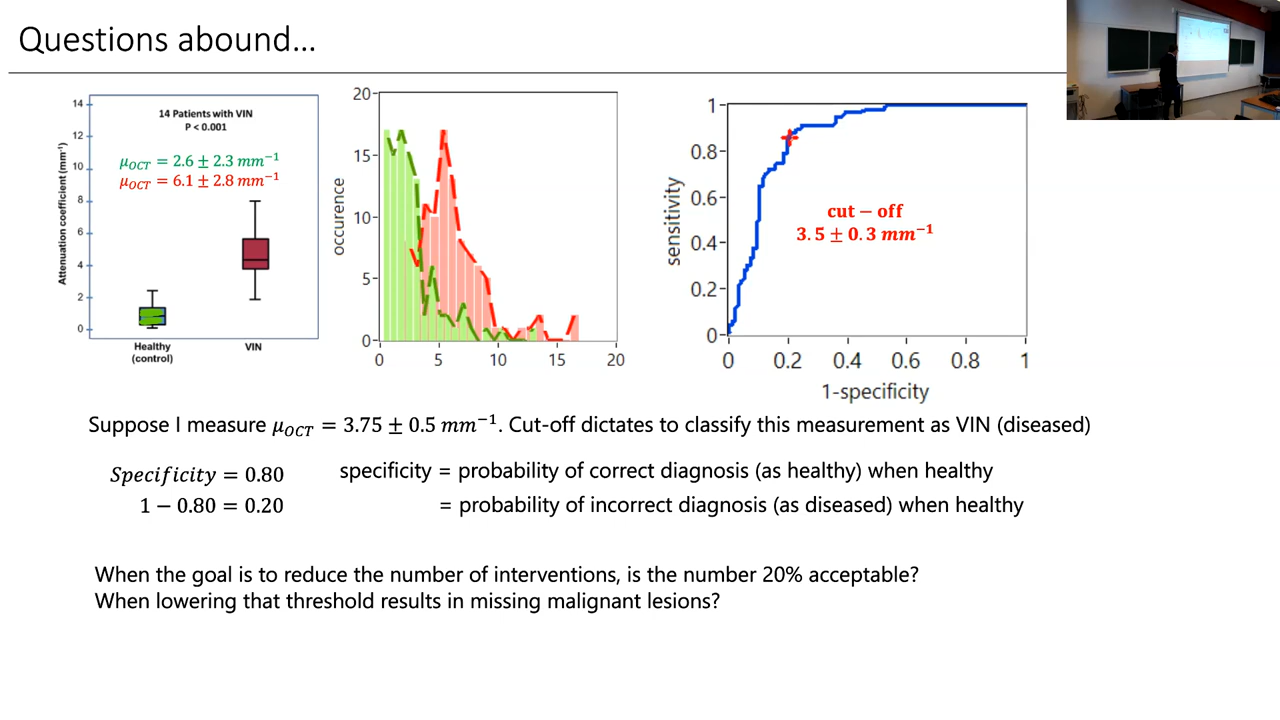 Questions abound…
14 Patients with VIN
P < 0.001
μOCT = 2.6 ± 2.3 mm⁻¹
μOCT = 6.1 ± 2.8 mm⁻¹
Attenuation coefficient (mm⁻¹)
14
12
10
8
6
4
2
0
Healthy
(control)
VIN
occurence
20
15
10
5
0
0 5 10 15 20
sensitivity
1
0.8
0.6
0.4
0.2
0
cut − off
3.5 ± 0.3 mm⁻¹
0 0.2 0.4 0.6 0.8 1
1-specificity
Suppose I measure μOCT = 3.75 ± 0.5 mm⁻¹. Cut-off dictates to classify this measurement as VIN (diseased)
Specificity = 0.80 specificity = probability of correct diagnosis (as healthy) when healthy
1 − 0.80 = 0.20 = probability of incorrect diagnosis (as diseased) when healthy
When the goal is to reduce the number of interventions, is the number 20% acceptable?
When lowering that threshold results in missing malignant lesions?